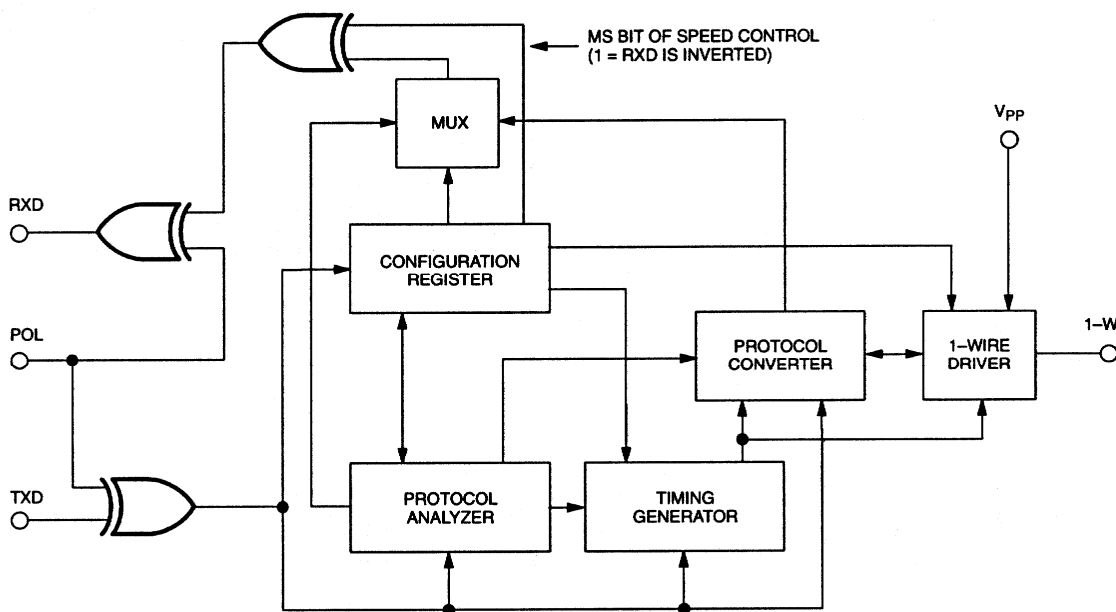 MS BIT OF SPEED CONTROL
(1 = RXD IS INVERTED)
MUX
VPP
RXD
CONFIGURATION
REGISTER
POL
PROTOCOL
CONVERTER
1–WIRE
DRIVER
1–W
TXD
PROTOCOL
ANALYZER
TIMING
GENERATOR